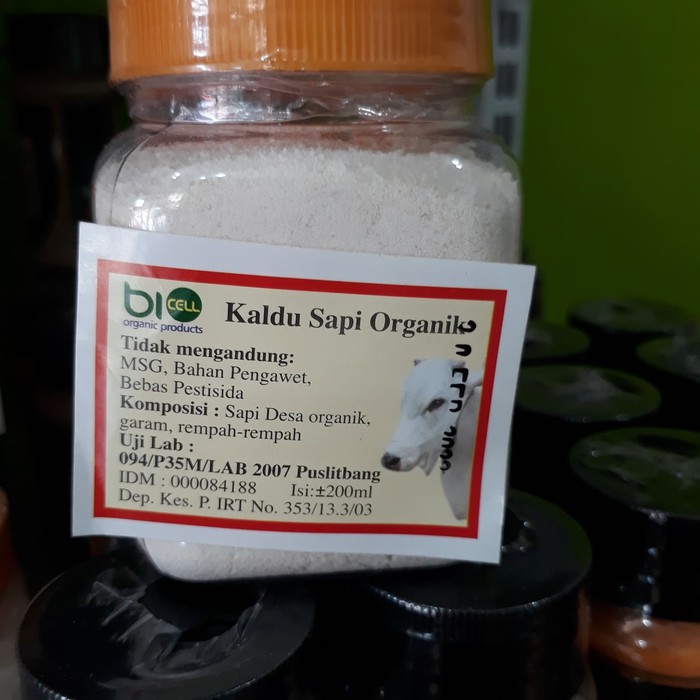 BIO CELL
organic products
Kaldu Sapi Organik
Tidak mengandung:
MSG, Bahan Pengawet,
Bebas Pestisida
Komposisi : Sapi Desa organik,
garam, rempah-rempah
Uji Lab :
094/P35M/LAB 2007 Puslitbang
IDM : 000084188 Isi:±200ml
Dep. Kes. P. IRT No. 353/13.3/03